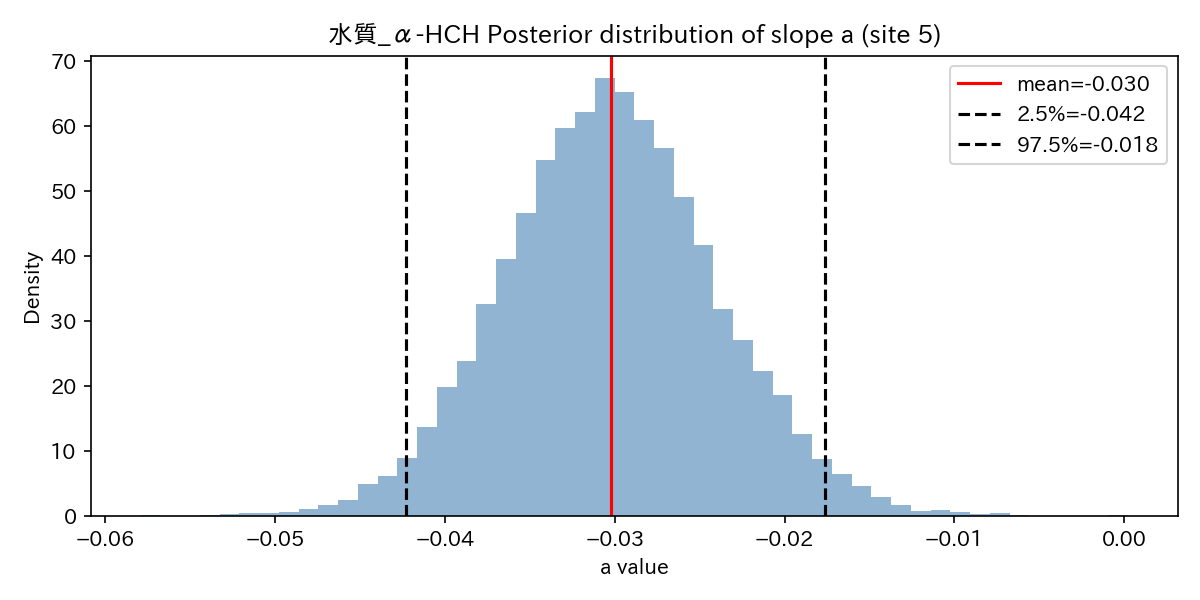 水質_α-HCH Posterior distribution of slope a (site 5)
mean=-0.030
2.5%=-0.042
97.5%=-0.018
Density
70
60
50
40
30
20
10
0
−0.06 −0.05 −0.04 −0.03 −0.02 −0.01 0.00
a value